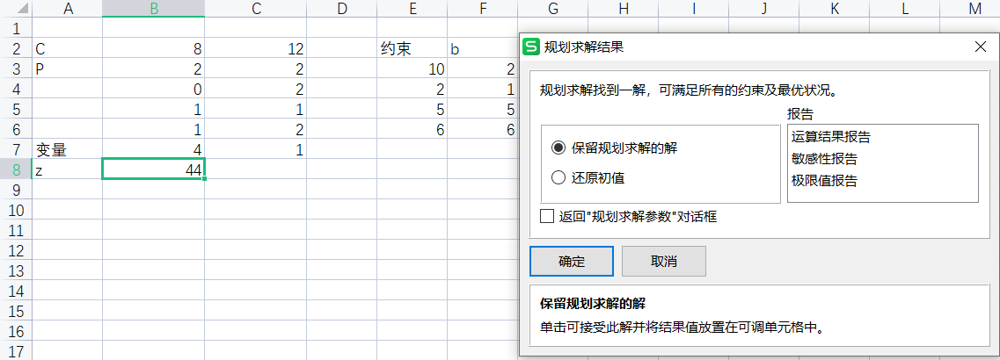 A B C D E F G H I J K L M
1
2 C 8 12 约束 b
3 P 2 2 10 2
4 0 2 2 1
5 1 1 5 5
6 1 2 6 6
7 变量 4 1
8 z 44
9
10
11
12
13
14
15
16
17
S 规划求解结果
规划求解找到一解，可满足所有的约束及最优状况。
保留规划求解的解
还原初值
报告
运算结果报告
敏感性报告
极限值报告
返回"规划求解参数"对话框
确定 取消
保留规划求解的解
单击可接受此解并将结果值放置在可调单元格中。